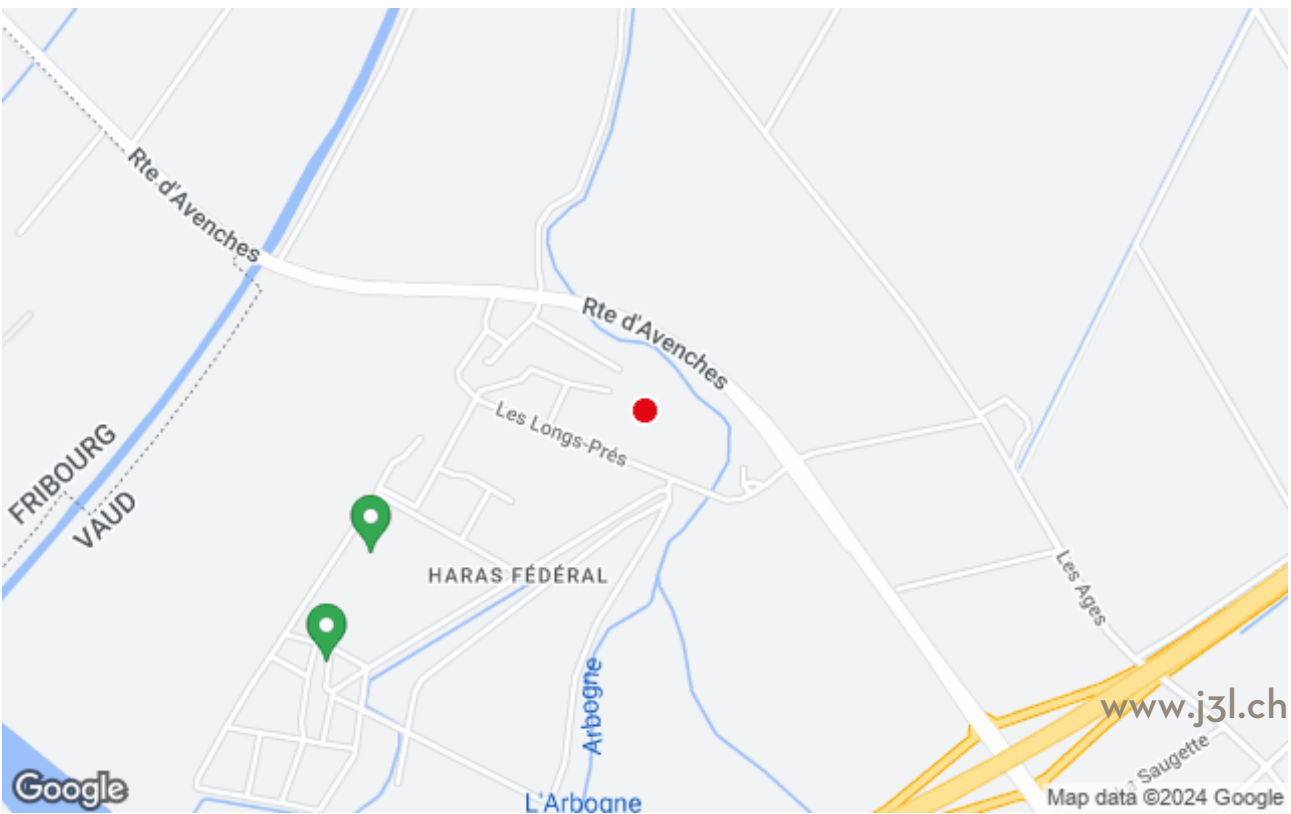 Rte d'Avenches
Rte d'Avenches
Les Longs-Prés
FRIBOURG
VAUD
HARAS FÉDÉRAL
Les Ages
Arbogne
www.j3l.ch
Saugette
Google
L'Arbogne
Map data ©2024 Google